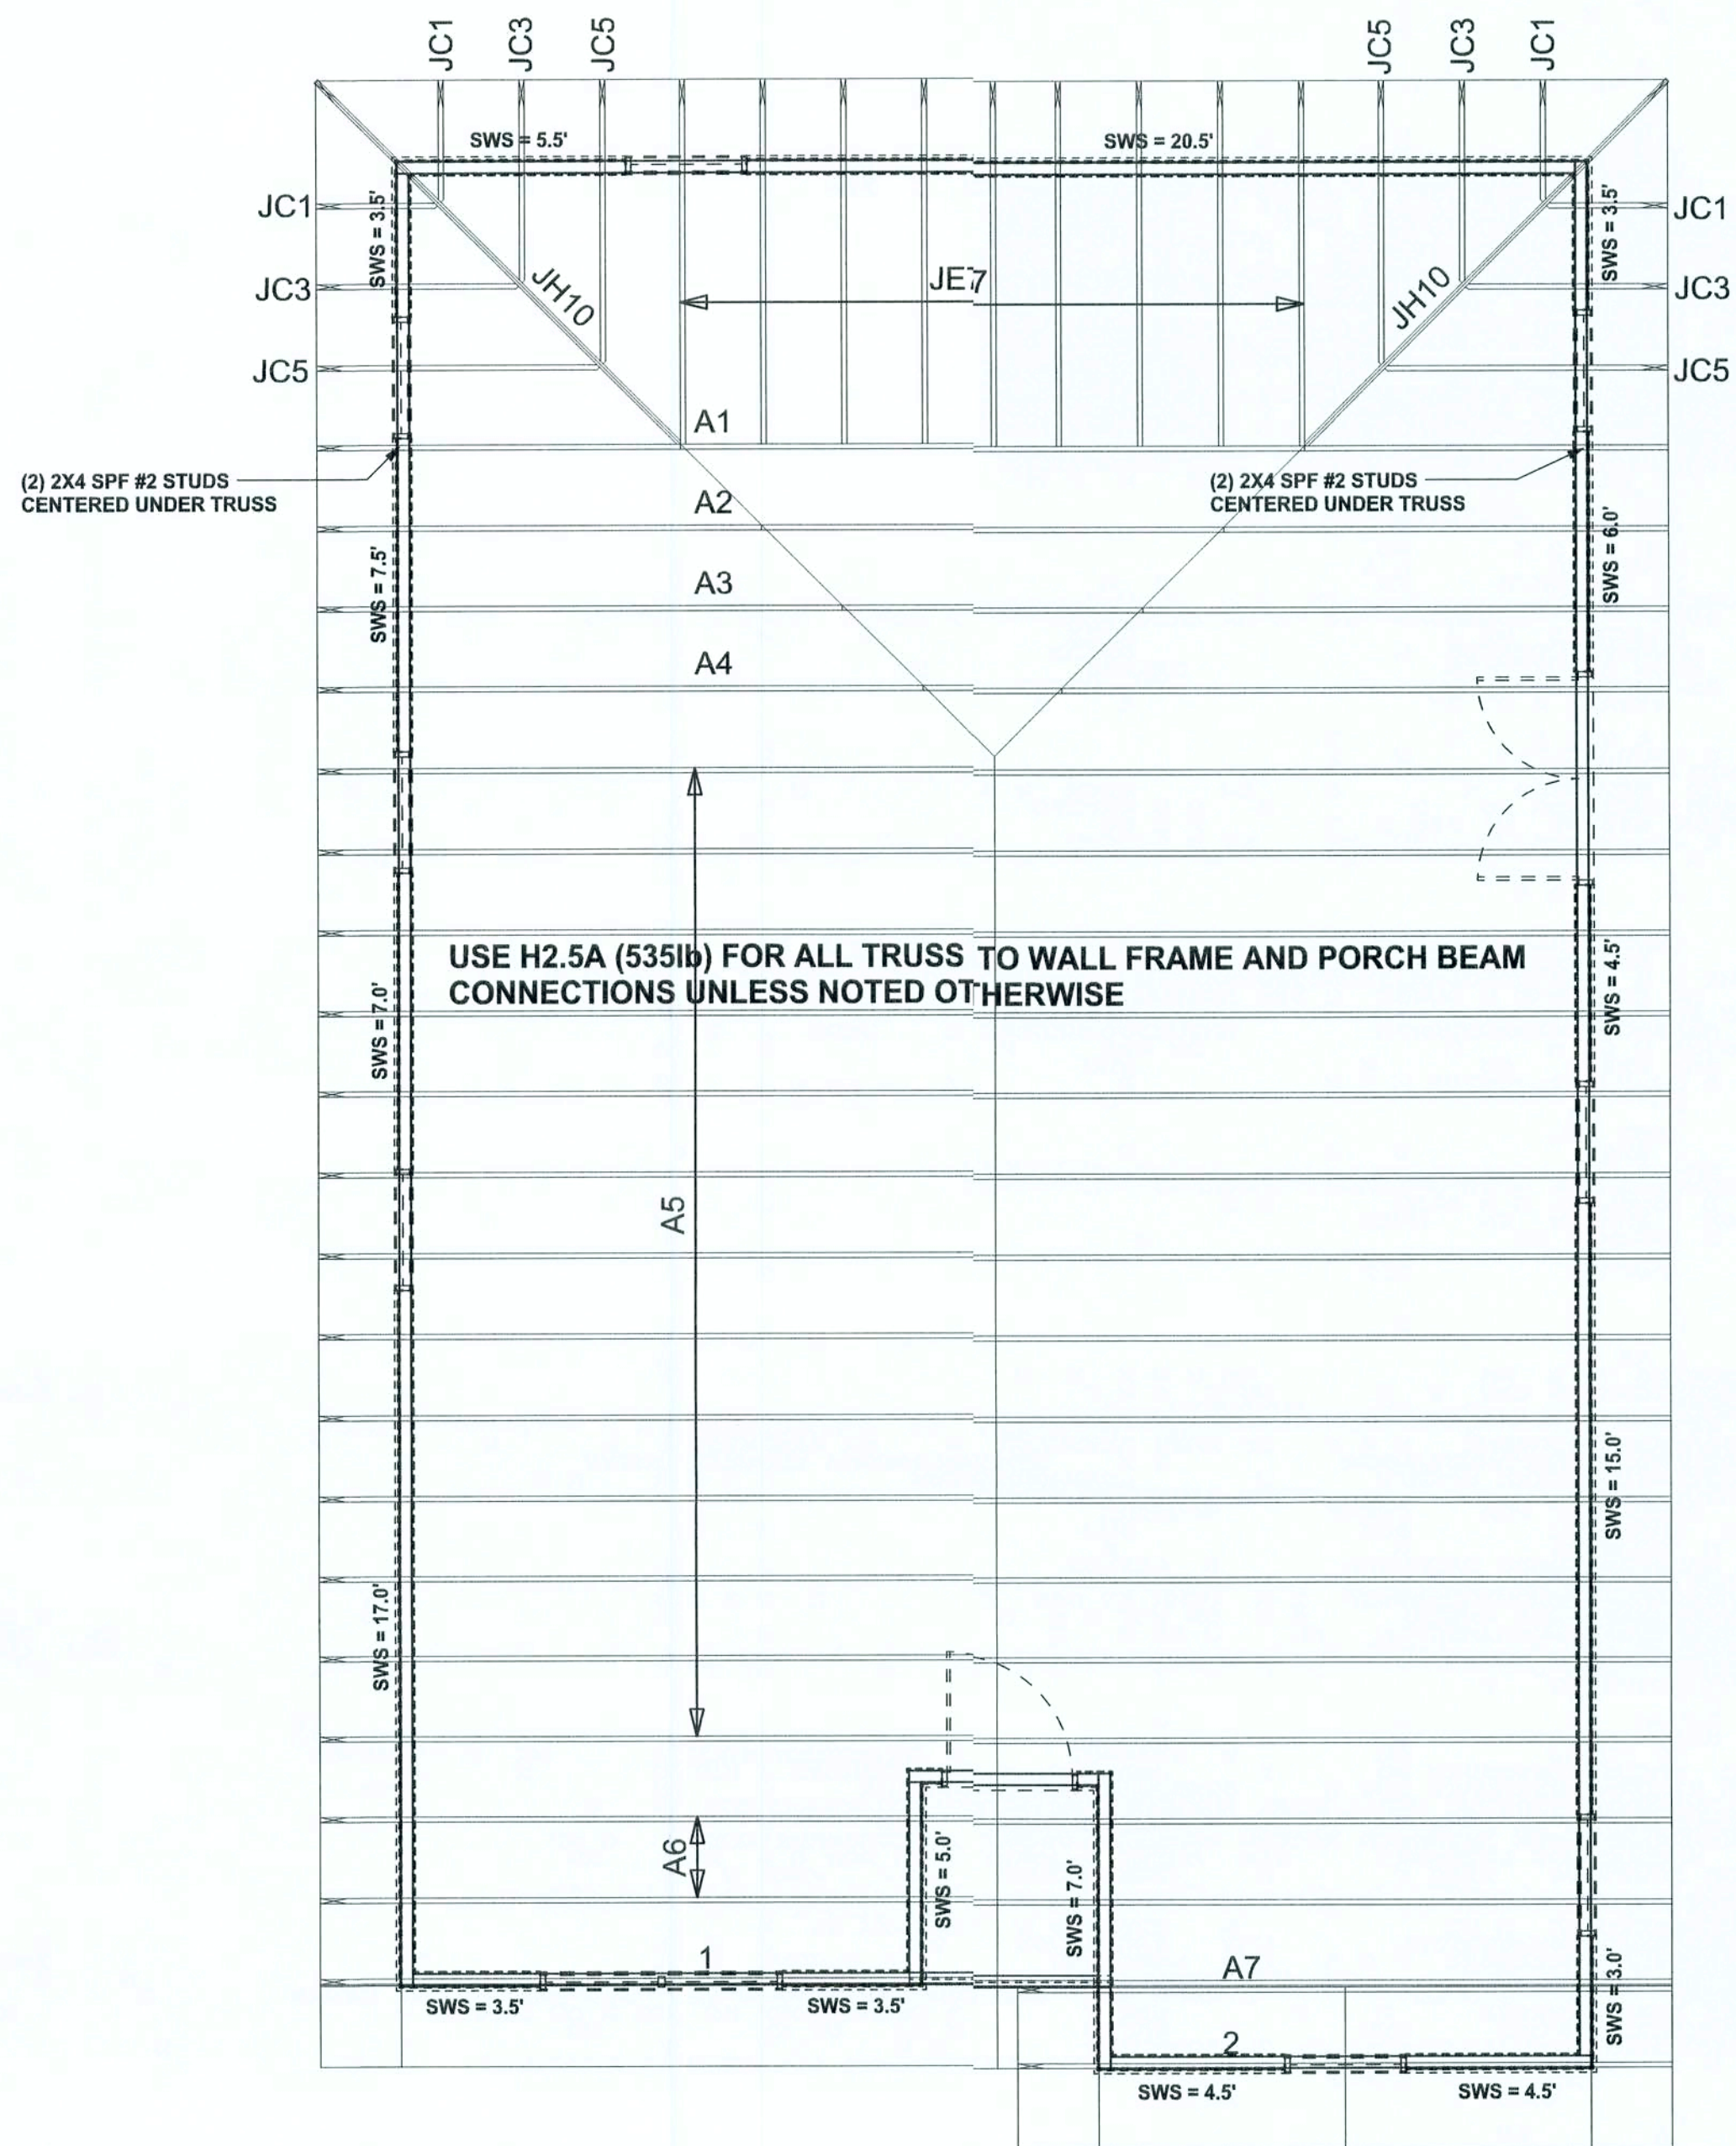 JC1
JC3
JC5
JC5
JC3
JC1
SWS = 5.5'
SWS = 20.5'
JC1
SWS = 3.5'
SWS = 3.5'
JC1
JC3
JH10
JE7
JH10
JC3
JC5
JC5
A1
(2) 2X4 SPF #2 STUDS
CENTERED UNDER TRUSS
A2
(2) 2X4 SPF #2 STUDS
CENTERED UNDER TRUSS
SWS = 7.5'
A3
SWS = 6.0'
A4
USE H2.5A (535lb) FOR ALL TRUSS TO WALL FRAME AND PORCH BEAM
CONNECTIONS UNLESS NOTED OTHERWISE
SWS = 7.0'
SWS = 4.5'
A5
SWS = 15.0'
SWS = 17.0'
A6
SWS = 5.0'
SWS = 7.0'
1
A7
SWS = 3.5'
SWS = 3.5'
SWS = 3.0'
2
SWS = 4.5'
SWS = 4.5'